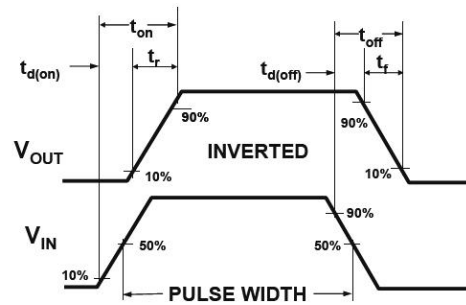 ton toff
td(on) tr td(off) tf
90% 90%
VOUT INVERTED
10% 10%
90%
VIN 50% 50%
10%
PULSE WIDTH